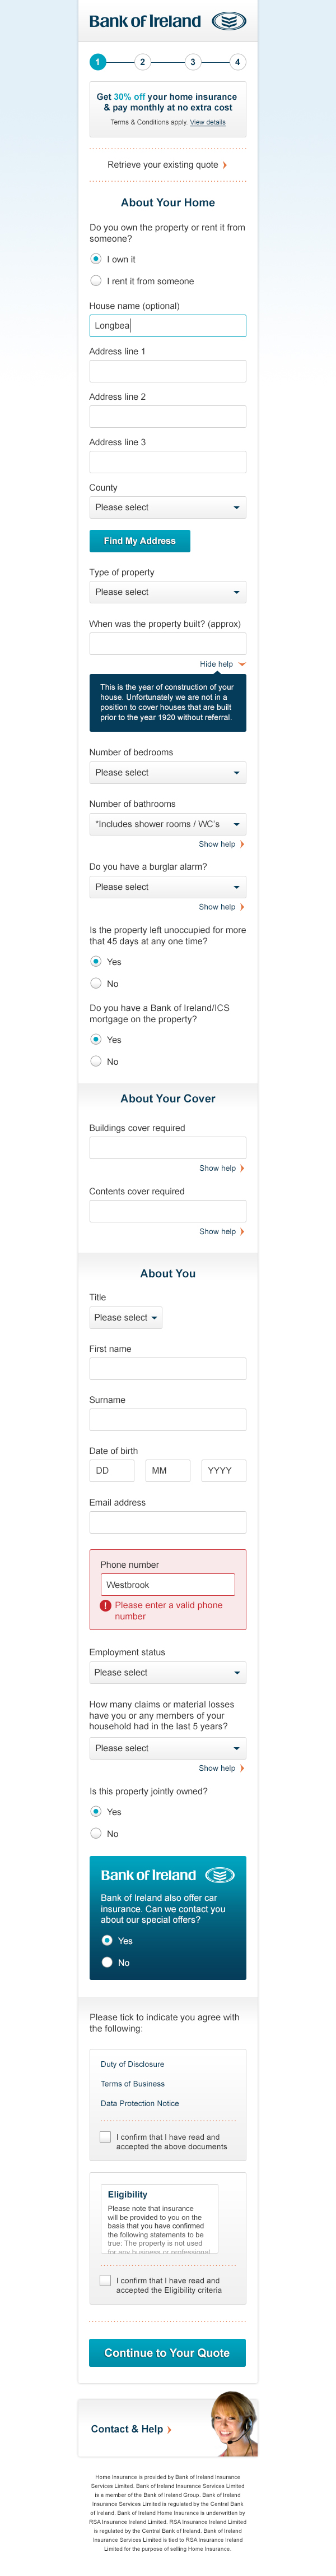 Bank of Ireland
1 2 3 4
Get 30% off your home insurance
& pay monthly at no extra cost
Terms & Conditions apply. View details
Retrieve your existing quote
About Your Home
Do you own the property or rent it from
someone?
I own it
I rent it from someone
House name (optional)
Longbea
Address line 1
Address line 2
Address line 3
County
Please select
Find My Address
Type of property
Please select
When was the property built? (approx)
Hide help
This is the year of construction of your
house. Unfortunately we are not in a
position to cover houses that are built
prior to the year 1920 without referral.
Number of bedrooms
Please select
Number of bathrooms
*Includes shower rooms / WC's
Show help
Do you have a burglar alarm?
Please select
Show help
Is the property left unoccupied for more
that 45 days at any one time?
Yes
No
Do you have a Bank of Ireland/ICS
mortgage on the property?
Yes
No
About Your Cover
Buildings cover required
Show help
Contents cover required
Show help
About You
Title
Please select
First name
Surname
Date of birth
DD MM YYYY
Email address
Phone number
Westbrook
! Please enter a valid phone
number
Employment status
Please select
How many claims or material losses
have you or any members of your
household had in the last 5 years?
Please select
Show help
Is this property jointly owned?
Yes
No
Bank of Ireland
Bank of Ireland also offer car
insurance. Can we contact you
about our special offers?
Yes
No
Please tick to indicate you agree with
the following:
Duty of Disclosure
Terms of Business
Data Protection Notice
I confirm that I have read and
accepted the above documents
Eligibility
Please note that insurance
will be provided to you on the
basis that you have confirmed
the following statements to be
true: The property is not used
for any business or professional
I confirm that I have read and
accepted the Eligibility criteria
Continue to Your Quote
Contact & Help
Home Insurance is provided by Bank of Ireland Insurance
Services Limited. Bank of Ireland Insurance Services Limited
is a member of the Bank of Ireland Group. Bank of Ireland
Insurance Services Limited is regulated by the Central Bank
of Ireland. Bank of Ireland Home Insurance is underwritten by
RSA Insurance Ireland Limited. RSA Insurance Ireland Limited
is regulated by the Central Bank of Ireland. Bank of Ireland
Insurance Services Limited is tied to RSA Insurance Ireland
Limited for the purpose of selling Home Insurance.